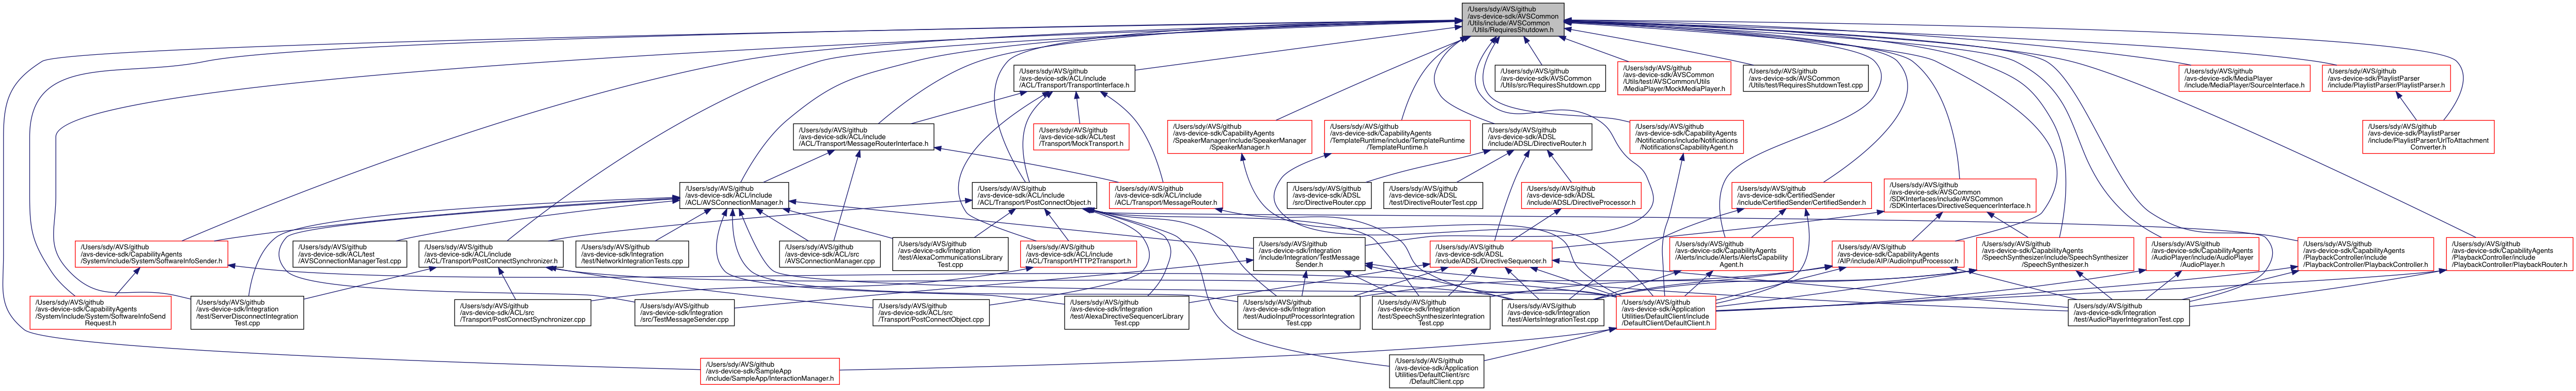 /Users/sdy/AVS/github
/avs-device-sdk/AVSCommon
/Utils/include/AVSCommon
/Utils/RequiresShutdown.h
/Users/sdy/AVS/github
/avs-device-sdk/ACL/include
/ACL/Transport/TransportInterface.h
/Users/sdy/AVS/github
/avs-device-sdk/AVSCommon
/Utils/src/RequiresShutdown.cpp
/Users/sdy/AVS/github
/avs-device-sdk/AVSCommon
/Utils/test/AVSCommon/Utils
/MediaPlayer/MockMediaPlayer.h
/Users/sdy/AVS/github
/avs-device-sdk/AVSCommon
/Utils/test/RequiresShutdownTest.cpp
/Users/sdy/AVS/github
/avs-device-sdk/MediaPlayer
/include/MediaPlayer/SourceInterface.h
/Users/sdy/AVS/github
/avs-device-sdk/PlaylistParser
/include/PlaylistParser/PlaylistParser.h
/Users/sdy/AVS/github
/avs-device-sdk/ACL/include
/ACL/Transport/MessageRouterInterface.h
/Users/sdy/AVS/github
/avs-device-sdk/ACL/test
/Transport/MockTransport.h
/Users/sdy/AVS/github
/avs-device-sdk/CapabilityAgents
/SpeakerManager/include/SpeakerManager
/SpeakerManager.h
/Users/sdy/AVS/github
/avs-device-sdk/CapabilityAgents
/TemplateRuntime/include/TemplateRuntime
/TemplateRuntime.h
/Users/sdy/AVS/github
/avs-device-sdk/ADSL
/include/ADSL/DirectiveRouter.h
/Users/sdy/AVS/github
/avs-device-sdk/CapabilityAgents
/Notifications/include/Notifications
/NotificationsCapabilityAgent.h
/Users/sdy/AVS/github
/avs-device-sdk/PlaylistParser
/include/PlaylistParser/UrlToAttachment
Converter.h
/Users/sdy/AVS/github
/avs-device-sdk/ACL/include
/ACL/AVSConnectionManager.h
/Users/sdy/AVS/github
/avs-device-sdk/ACL/include
/ACL/Transport/PostConnectObject.h
/Users/sdy/AVS/github
/avs-device-sdk/ACL/include
/ACL/Transport/MessageRouter.h
/Users/sdy/AVS/github
/avs-device-sdk/ADSL
/src/DirectiveRouter.cpp
/Users/sdy/AVS/github
/avs-device-sdk/ADSL
/test/DirectiveRouterTest.cpp
/Users/sdy/AVS/github
/avs-device-sdk/ADSL
/include/ADSL/DirectiveProcessor.h
/Users/sdy/AVS/github
/avs-device-sdk/CertifiedSender
/include/CertifiedSender/CertifiedSender.h
/Users/sdy/AVS/github
/avs-device-sdk/AVSCommon
/SDKInterfaces/include/AVSCommon
/SDKInterfaces/DirectiveSequencerInterface.h
/Users/sdy/AVS/github
/avs-device-sdk/CapabilityAgents
/System/include/System/SoftwareInfoSender.h
/Users/sdy/AVS/github
/avs-device-sdk/ACL/test
/AVSConnectionManagerTest.cpp
/Users/sdy/AVS/github
/avs-device-sdk/ACL/include
/ACL/Transport/PostConnectSynchronizer.h
/Users/sdy/AVS/github
/avs-device-sdk/Integration
/test/NetworkIntegrationTests.cpp
/Users/sdy/AVS/github
/avs-device-sdk/ACL/src
/AVSConnectionManager.cpp
/Users/sdy/AVS/github
/avs-device-sdk/Integration
/test/AlexaCommunicationsLibrary
Test.cpp
/Users/sdy/AVS/github
/avs-device-sdk/ACL/include
/ACL/Transport/HTTP2Transport.h
/Users/sdy/AVS/github
/avs-device-sdk/Integration
/include/Integration/TestMessage
Sender.h
/Users/sdy/AVS/github
/avs-device-sdk/ADSL
/include/ADSL/DirectiveSequencer.h
/Users/sdy/AVS/github
/avs-device-sdk/CapabilityAgents
/Alerts/include/Alerts/AlertsCapability
Agent.h
/Users/sdy/AVS/github
/avs-device-sdk/CapabilityAgents
/AIP/include/AIP/AudioInputProcessor.h
/Users/sdy/AVS/github
/avs-device-sdk/CapabilityAgents
/SpeechSynthesizer/include/SpeechSynthesizer
/SpeechSynthesizer.h
/Users/sdy/AVS/github
/avs-device-sdk/CapabilityAgents
/AudioPlayer/include/AudioPlayer
/AudioPlayer.h
/Users/sdy/AVS/github
/avs-device-sdk/CapabilityAgents
/PlaybackController/include
/PlaybackController/PlaybackController.h
/Users/sdy/AVS/github
/avs-device-sdk/CapabilityAgents
/PlaybackController/include
/PlaybackController/PlaybackRouter.h
/Users/sdy/AVS/github
/avs-device-sdk/CapabilityAgents
/System/include/System/SoftwareInfoSend
Request.h
/Users/sdy/AVS/github
/avs-device-sdk/Integration
/test/ServerDisconnectIntegration
Test.cpp
/Users/sdy/AVS/github
/avs-device-sdk/ACL/src
/Transport/PostConnectSynchronizer.cpp
/Users/sdy/AVS/github
/avs-device-sdk/Integration
/src/TestMessageSender.cpp
/Users/sdy/AVS/github
/avs-device-sdk/ACL/src
/Transport/PostConnectObject.cpp
/Users/sdy/AVS/github
/avs-device-sdk/Integration
/test/AlexaDirectiveSequencerLibrary
Test.cpp
/Users/sdy/AVS/github
/avs-device-sdk/Integration
/test/AudioInputProcessorIntegration
Test.cpp
/Users/sdy/AVS/github
/avs-device-sdk/Integration
/test/SpeechSynthesizerIntegration
Test.cpp
/Users/sdy/AVS/github
/avs-device-sdk/Integration
/test/AlertsIntegrationTest.cpp
/Users/sdy/AVS/github
/avs-device-sdk/Application
Utilities/DefaultClient/include
/DefaultClient/DefaultClient.h
/Users/sdy/AVS/github
/avs-device-sdk/Integration
/test/AudioPlayerIntegrationTest.cpp
/Users/sdy/AVS/github
/avs-device-sdk/SampleApp
/include/SampleApp/InteractionManager.h
/Users/sdy/AVS/github
/avs-device-sdk/Application
Utilities/DefaultClient/src
/DefaultClient.cpp